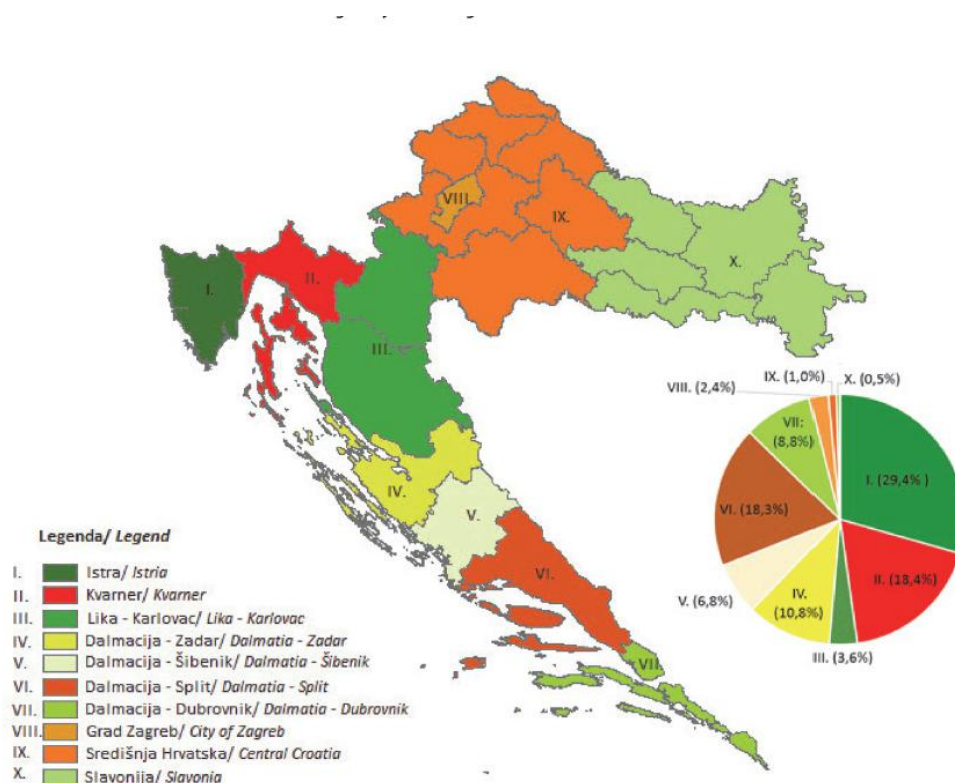 VIII.
IX.
X.
I.
II.
III.
IV.
V.
VI.
VII.
IX. (1,0%)
X. (0,5%)
VIII. (2,4%)
VII:
(8,8%)
I. (29,4% )
VI. (18,3%)
II. (18,4%)
IV.
(10,8%)
V. (6,8%)
III. (3,6%)
Legenda/ Legend
I. Istra/ Istria
II. Kvarner/ Kvarner
III. Lika - Karlovac/ Lika - Karlovac
IV. Dalmacija - Zadar/ Dalmatia - Zadar
V. Dalmacija - Šibenik/ Dalmatia - Šibenik
VI. Dalmacija - Split/ Dalmatia - Split
VII. Dalmacija - Dubrovnik/ Dalmatia - Dubrovnik
VIII. Grad Zagreb/ City of Zagreb
IX. Središnja Hrvatska/ Central Croatia
X. Slavonija/ Slavonia